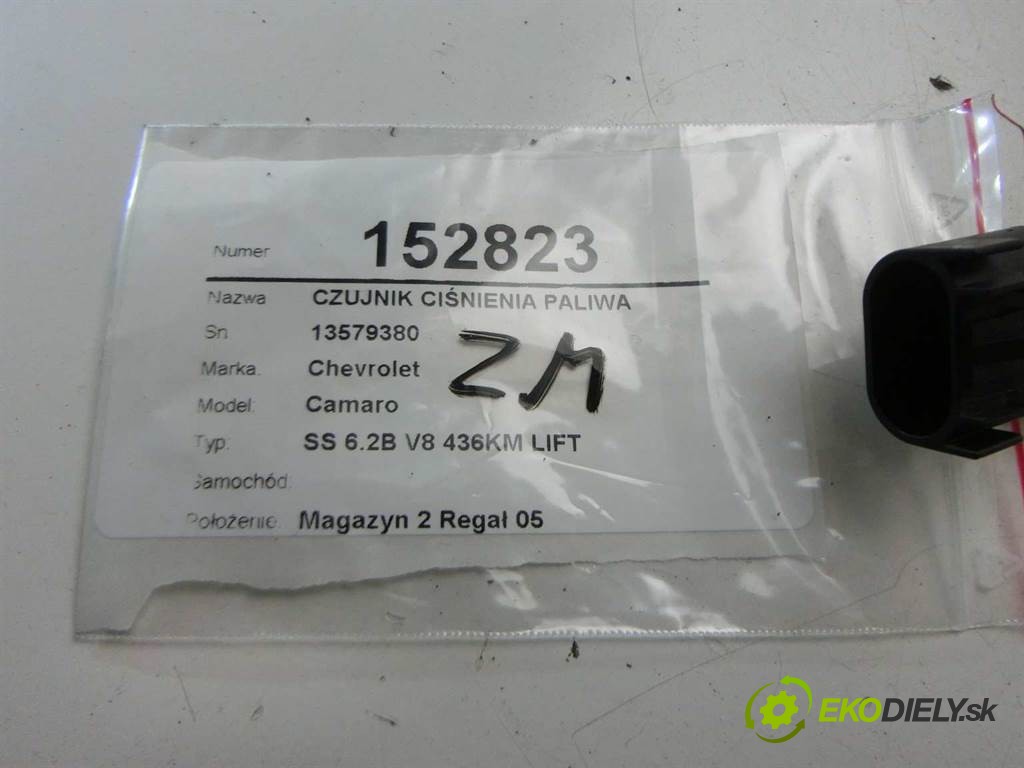 Numer 152823
Nazwa CZUJNIK CIŚNIENIA PALIWA
Sn 13579380
Marka. Chevrolet
Model: Camaro
Typ: SS 6.2B V8 436KM LIFT
Samochód.
Położenie: Magazyn 2 Regał 05
ZM
EKODIELY.sk